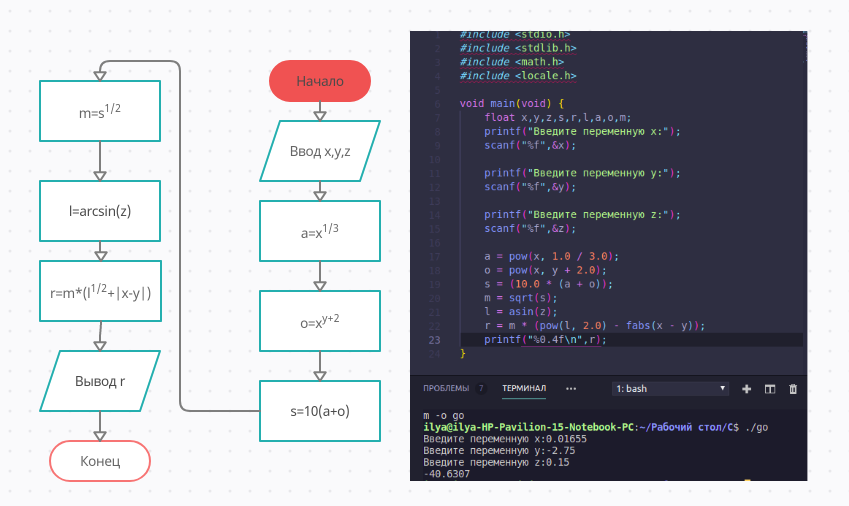 Начало
Ввод x,y,z
a=x^1/3
o=x^y+2
s=10(a+o)
m=s^1/2
l=arcsin(z)
r=m*(l^1/2+|x-y|)
Вывод r
Конец
1 #include <stdio.h>
2 #include <stdlib.h>
3 #include <math.h>
4 #include <locale.h>
5
6 void main(void) {
7 float x,y,z,s,r,l,a,o,m;
8 printf("Введите переменную x:");
9 scanf("%f",&x);
10
11 printf("Введите переменную y:");
12 scanf("%f",&y);
13
14 printf("Введите переменную z:");
15 scanf("%f",&z);
16
17 a = pow(x, 1.0 / 3.0);
18 o = pow(x, y + 2.0);
19 s = (10.0 * (a + o));
20 m = sqrt(s);
21 l = asin(z);
22 r = m * (pow(l, 2.0) - fabs(x - y));
23 printf("%0.4f\n",r);
24 }
ПРОБЛЕМЫ 7 ТЕРМИНАЛ ••• 1: bash
m -o go
ilya@ilya-HP-Pavilion-15-Notebook-PC:~/Рабочий стол/C$ ./go
Введите переменную x:0.01655
Введите переменную y:-2.75
Введите переменную z:0.15
-40.6307